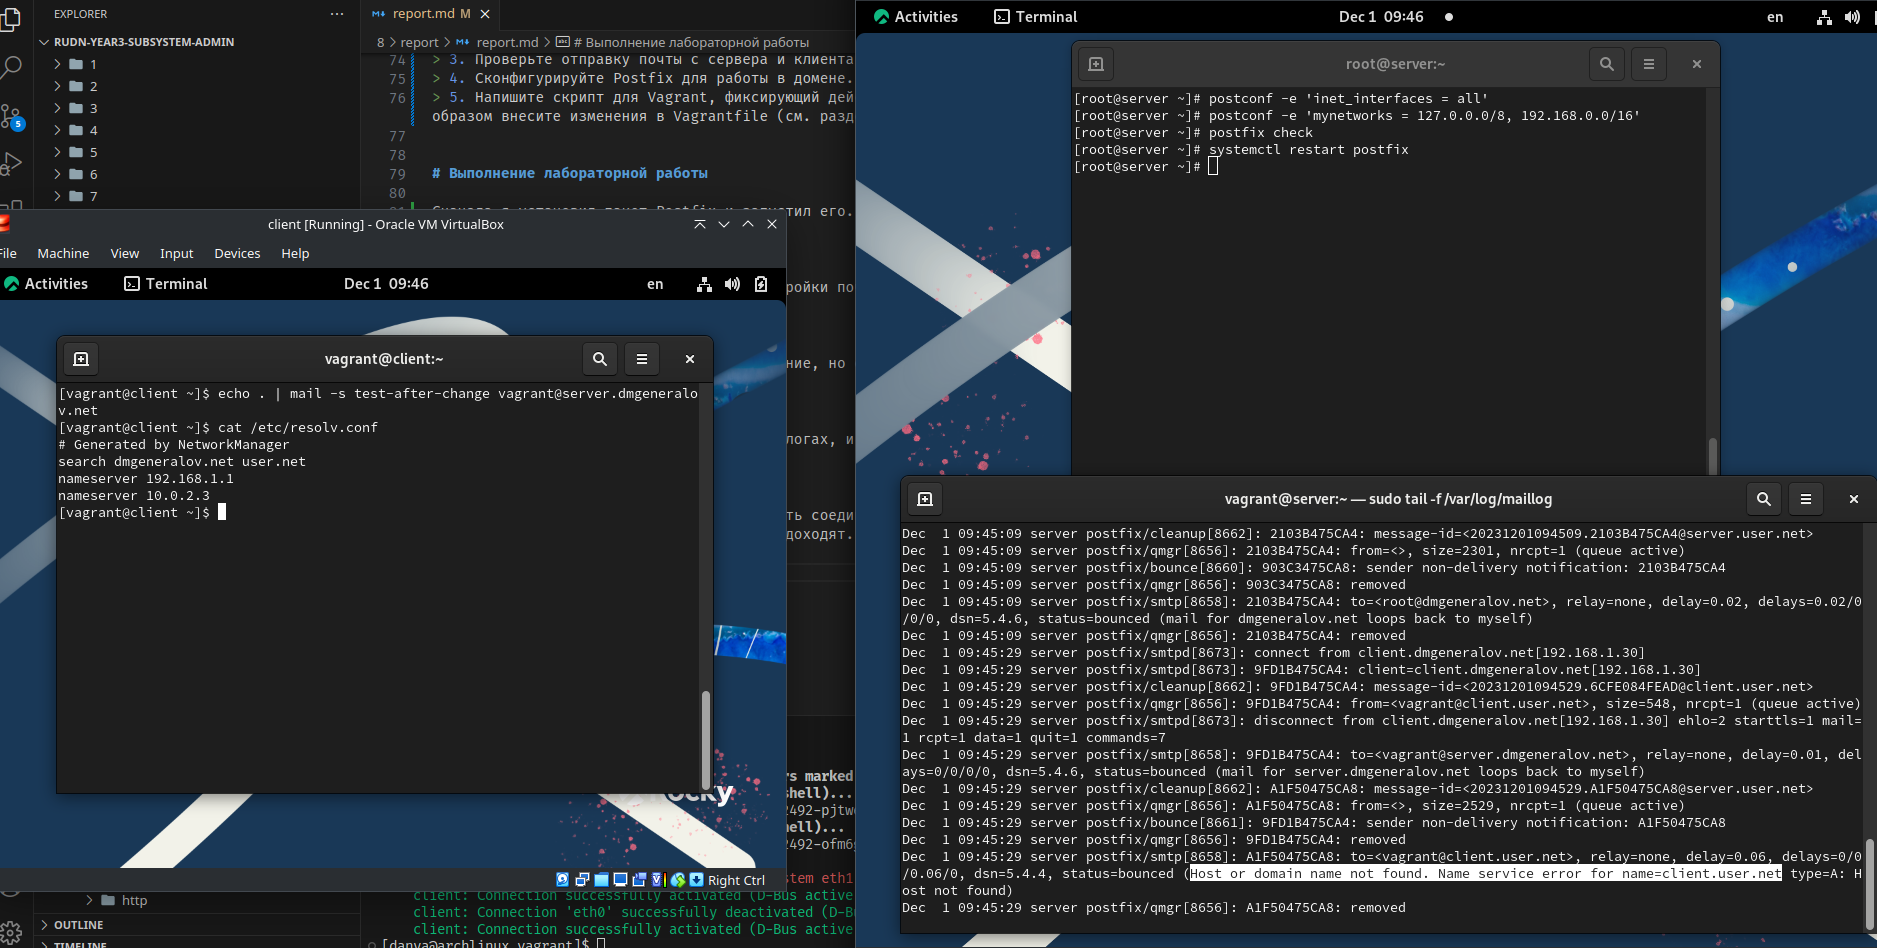 EXPLORER
RUDN-YEAR3-SUBSYSTEM-ADMIN
1
2
3
4
5
6
7
report.md M
8 > report > report.md > # Выполнение лабораторной работы
74 > 3. Проверьте отправку почты с сервера и клиента
75 > 4. Сконфигурируйте Postfix для работы в домене.
76 > 5. Напишите скрипт для Vagrant, фиксирующий дей
образом внесите изменения в Vagrantfile (см. разд
77
78
79 # Выполнение лабораторной работы
80
5
client [Running] - Oracle VM VirtualBox
File Machine View Input Devices Help
Activities Terminal Dec 1 09:46 en
vagrant@client:~
[vagrant@client ~]$ echo . | mail -s test-after-change vagrant@server.dmgeneralo
v.net
[vagrant@client ~]$ cat /etc/resolv.conf
# Generated by NetworkManager
search dmgeneralov.net user.net
nameserver 192.168.1.1
nameserver 10.0.2.3
[vagrant@client ~]$
Right Ctrl
тил его.
ройки по
ние, но
логах, и
ть соеди
доходят.
rs marked
shell)...
2492-pjtw
ell)...
2492-ofm6
stem eth1
client: Connection successfully activated (D-Bus active
client: Connection 'eth0' successfully deactivated (D-Bu
client: Connection successfully activated (D-Bus active
[danya@archlinux vagrant]$
http
OUTLINE
TIMELINE
Activities Terminal Dec 1 09:46 en
root@server:~
[root@server ~]# postconf -e 'inet_interfaces = all'
[root@server ~]# postconf -e 'mynetworks = 127.0.0.0/8, 192.168.0.0/16'
[root@server ~]# postfix check
[root@server ~]# systemctl restart postfix
[root@server ~]#
vagrant@server:~ — sudo tail -f /var/log/maillog
Dec  1 09:45:09 server postfix/cleanup[8662]: 2103B475CA4: message-id=<20231201094509.2103B475CA4@server.user.net>
Dec  1 09:45:09 server postfix/qmgr[8656]: 2103B475CA4: from=<>, size=2301, nrcpt=1 (queue active)
Dec  1 09:45:09 server postfix/bounce[8660]: 903C3475CA8: sender non-delivery notification: 2103B475CA4
Dec  1 09:45:09 server postfix/qmgr[8656]: 903C3475CA8: removed
Dec  1 09:45:09 server postfix/smtp[8658]: 2103B475CA4: to=<root@dmgeneralov.net>, relay=none, delay=0.02, delays=0.02/0
/0/0, dsn=5.4.6, status=bounced (mail for dmgeneralov.net loops back to myself)
Dec  1 09:45:09 server postfix/qmgr[8656]: 2103B475CA4: removed
Dec  1 09:45:29 server postfix/smtpd[8673]: connect from client.dmgeneralov.net[192.168.1.30]
Dec  1 09:45:29 server postfix/smtpd[8673]: 9FD1B475CA4: client=client.dmgeneralov.net[192.168.1.30]
Dec  1 09:45:29 server postfix/cleanup[8662]: 9FD1B475CA4: message-id=<20231201094529.6CFE084FEAD@client.user.net>
Dec  1 09:45:29 server postfix/qmgr[8656]: 9FD1B475CA4: from=<vagrant@client.user.net>, size=548, nrcpt=1 (queue active)
Dec  1 09:45:29 server postfix/smtpd[8673]: disconnect from client.dmgeneralov.net[192.168.1.30] ehlo=2 starttls=1 mail=
1 rcpt=1 data=1 quit=1 commands=7
Dec  1 09:45:29 server postfix/smtp[8658]: 9FD1B475CA4: to=<vagrant@server.dmgeneralov.net>, relay=none, delay=0.01, del
ays=0/0/0/0, dsn=5.4.6, status=bounced (mail for server.dmgeneralov.net loops back to myself)
Dec  1 09:45:29 server postfix/cleanup[8662]: A1F50475CA8: message-id=<20231201094529.A1F50475CA8@server.user.net>
Dec  1 09:45:29 server postfix/qmgr[8656]: A1F50475CA8: from=<>, size=2529, nrcpt=1 (queue active)
Dec  1 09:45:29 server postfix/bounce[8661]: 9FD1B475CA4: sender non-delivery notification: A1F50475CA8
Dec  1 09:45:29 server postfix/qmgr[8656]: 9FD1B475CA4: removed
Dec  1 09:45:29 server postfix/smtp[8658]: A1F50475CA8: to=<vagrant@client.user.net>, relay=none, delay=0.06, delays=0/0
/0.06/0, dsn=5.4.4, status=bounced (Host or domain name not found. Name service error for name=client.user.net type=A: H
ost not found)
Dec  1 09:45:29 server postfix/qmgr[8656]: A1F50475CA8: removed